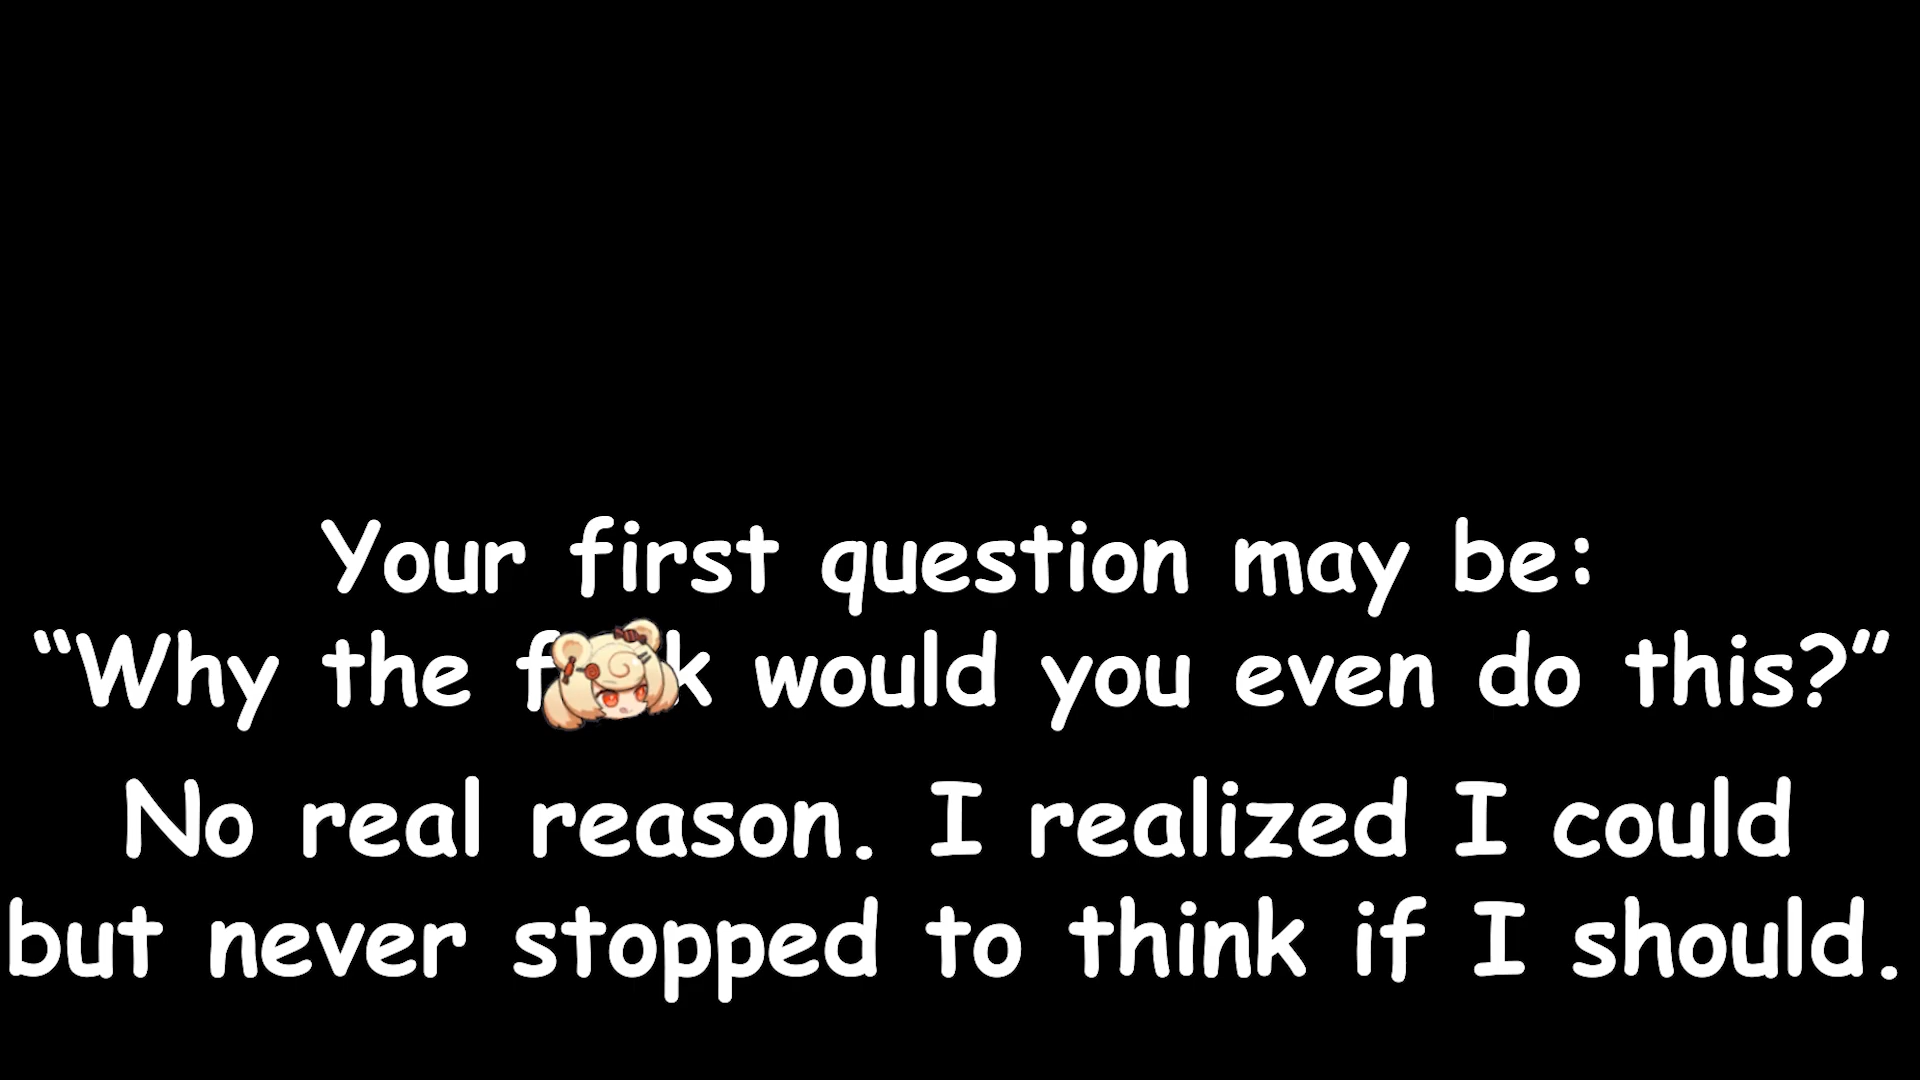 Your first question may be:
“Why the f k would you even do this?”
No real reason. I realized I could
but never stopped to think if I should.